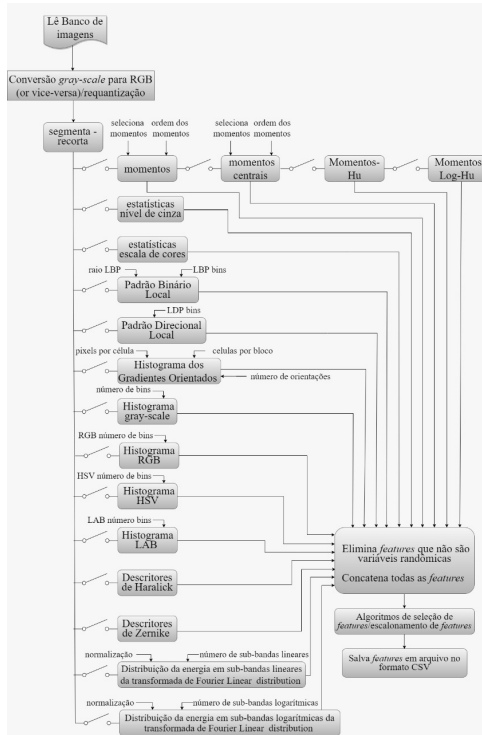 Lê Banco de
imagens
Conversão gray-scale para RGB
(or vice-versa)/requantização
segmenta -
recorta
seleciona
momentos
ordem dos
momentos
seleciona
momentos
ordem dos
momentos
momentos
momentos
centrais
Momentos-
Hu
Momentos
Log-Hu
estatísticas
nível de cinza
estatísticas
escala de cores
raio LBP
LBP bins
Padrão Binário
Local
LDP bins
Padrão Direcional
Local
pixels por célula
celulas por bloco
Histograma dos
Gradientes Orientados
número de orientações
número de bins
Histograma
gray-scale
RGB número de bins
Histograma
RGB
HSV número de bins
Histograma
HSV
LAB número bins
Histograma
LAB
Descritores
de Haralick
Descritores
de Zernike
normalização
número de sub-bandas lineares
Distribuição da energia em sub-bandas lineares
da transformada de Fourier Linear distribution
normalização
número de sub-bandas logarítmicas
Distribuição da energia em sub-bandas logarítmicas da
transformada de Fourier Linear distribution
Elimina features que não são
variáveis randômicas
Concatena todas as features
Algoritmos de seleção de
features/escalonamento de features
Salva features em arquivo no
formato CSV